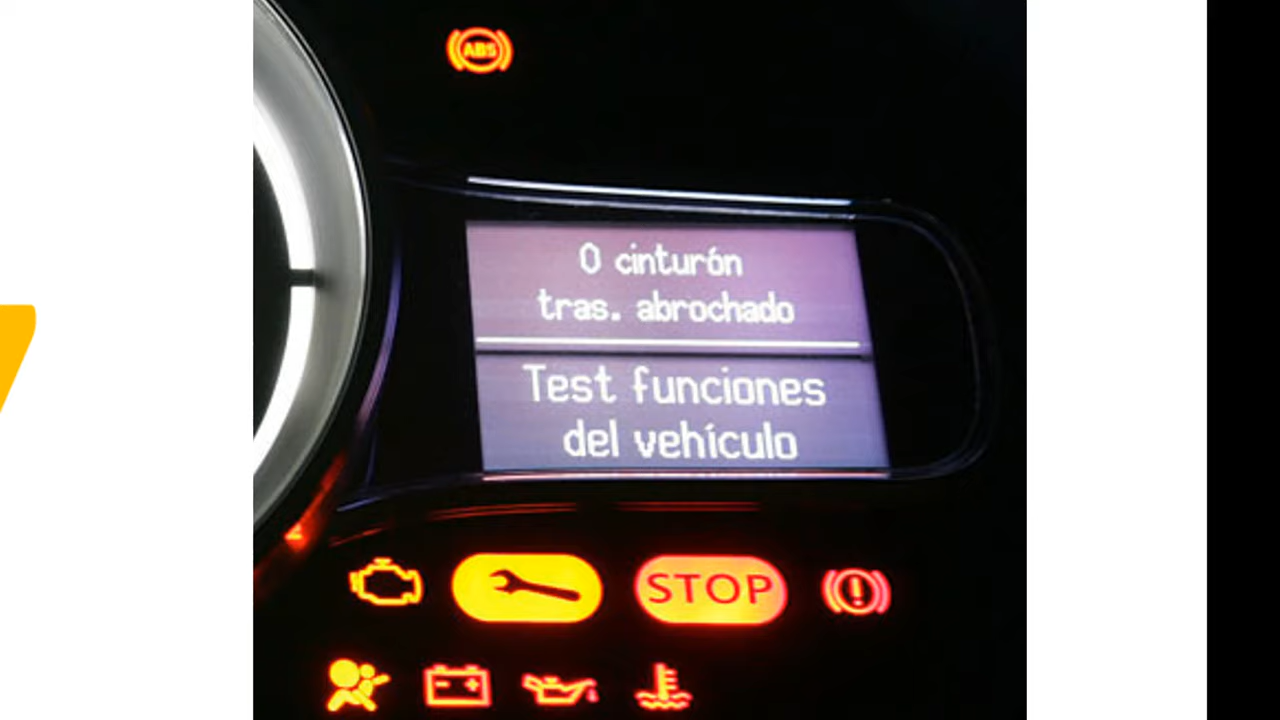 ABS
0 cinturón
tras. abrochado
Test funciones
del vehículo
STOP